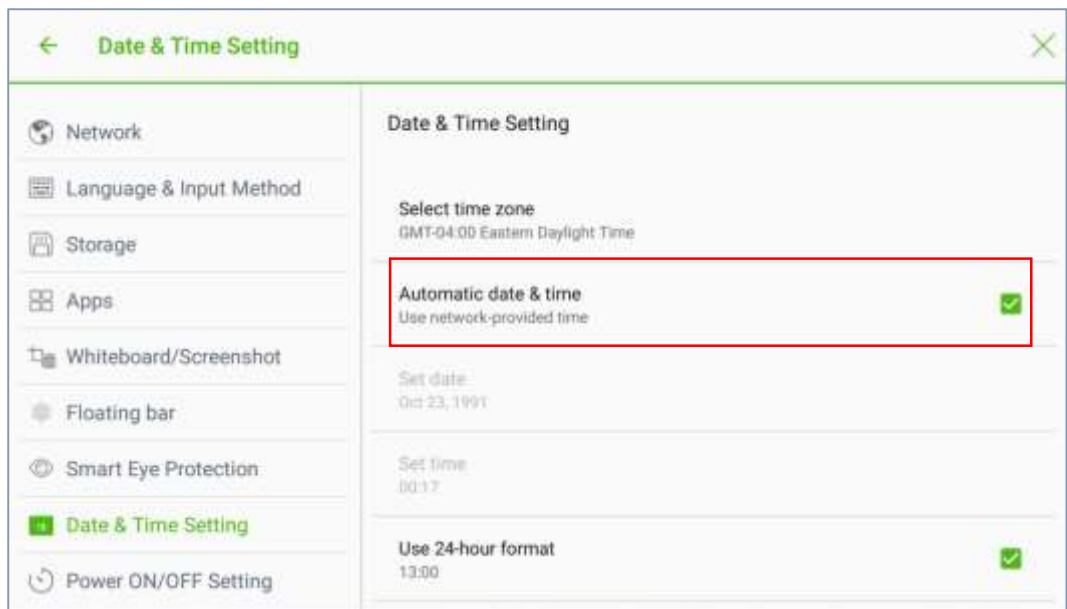 Date & Time Setting
Network
Language & Input Method
Storage
Apps
Whiteboard/Screenshot
Floating bar
Smart Eye Protection
Date & Time Setting
Power ON/OFF Setting
Date & Time Setting
Select time zone
GMT-04:00 Eastern Daylight Time
Automatic date & time
Use network-provided time
Set date
Oct 23, 1991
Set time
00:17
Use 24-hour format
13:00